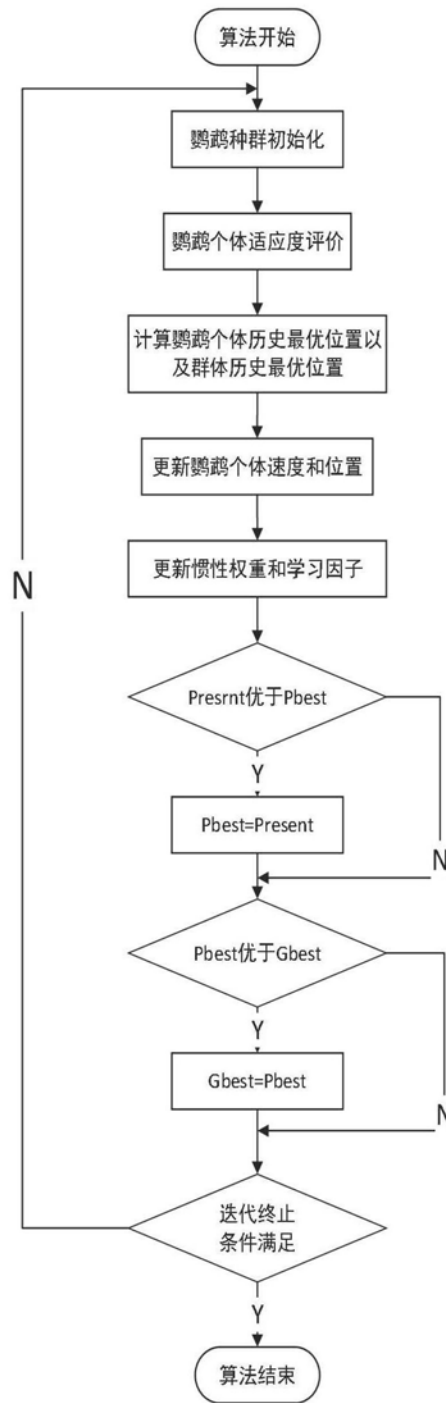 算法开始
鹦鹉种群初始化
鹦鹉个体适应度评价
计算鹦鹉个体历史最优位置以
及群体历史最优位置
更新鹦鹉个体速度和位置
更新惯性权重和学习因子
N
Presrnt优于Pbest
Y
Pbest=Present
N
Pbest优于Gbest
Y
Gbest=Pbest
N
迭代终止
条件满足
Y
算法结束